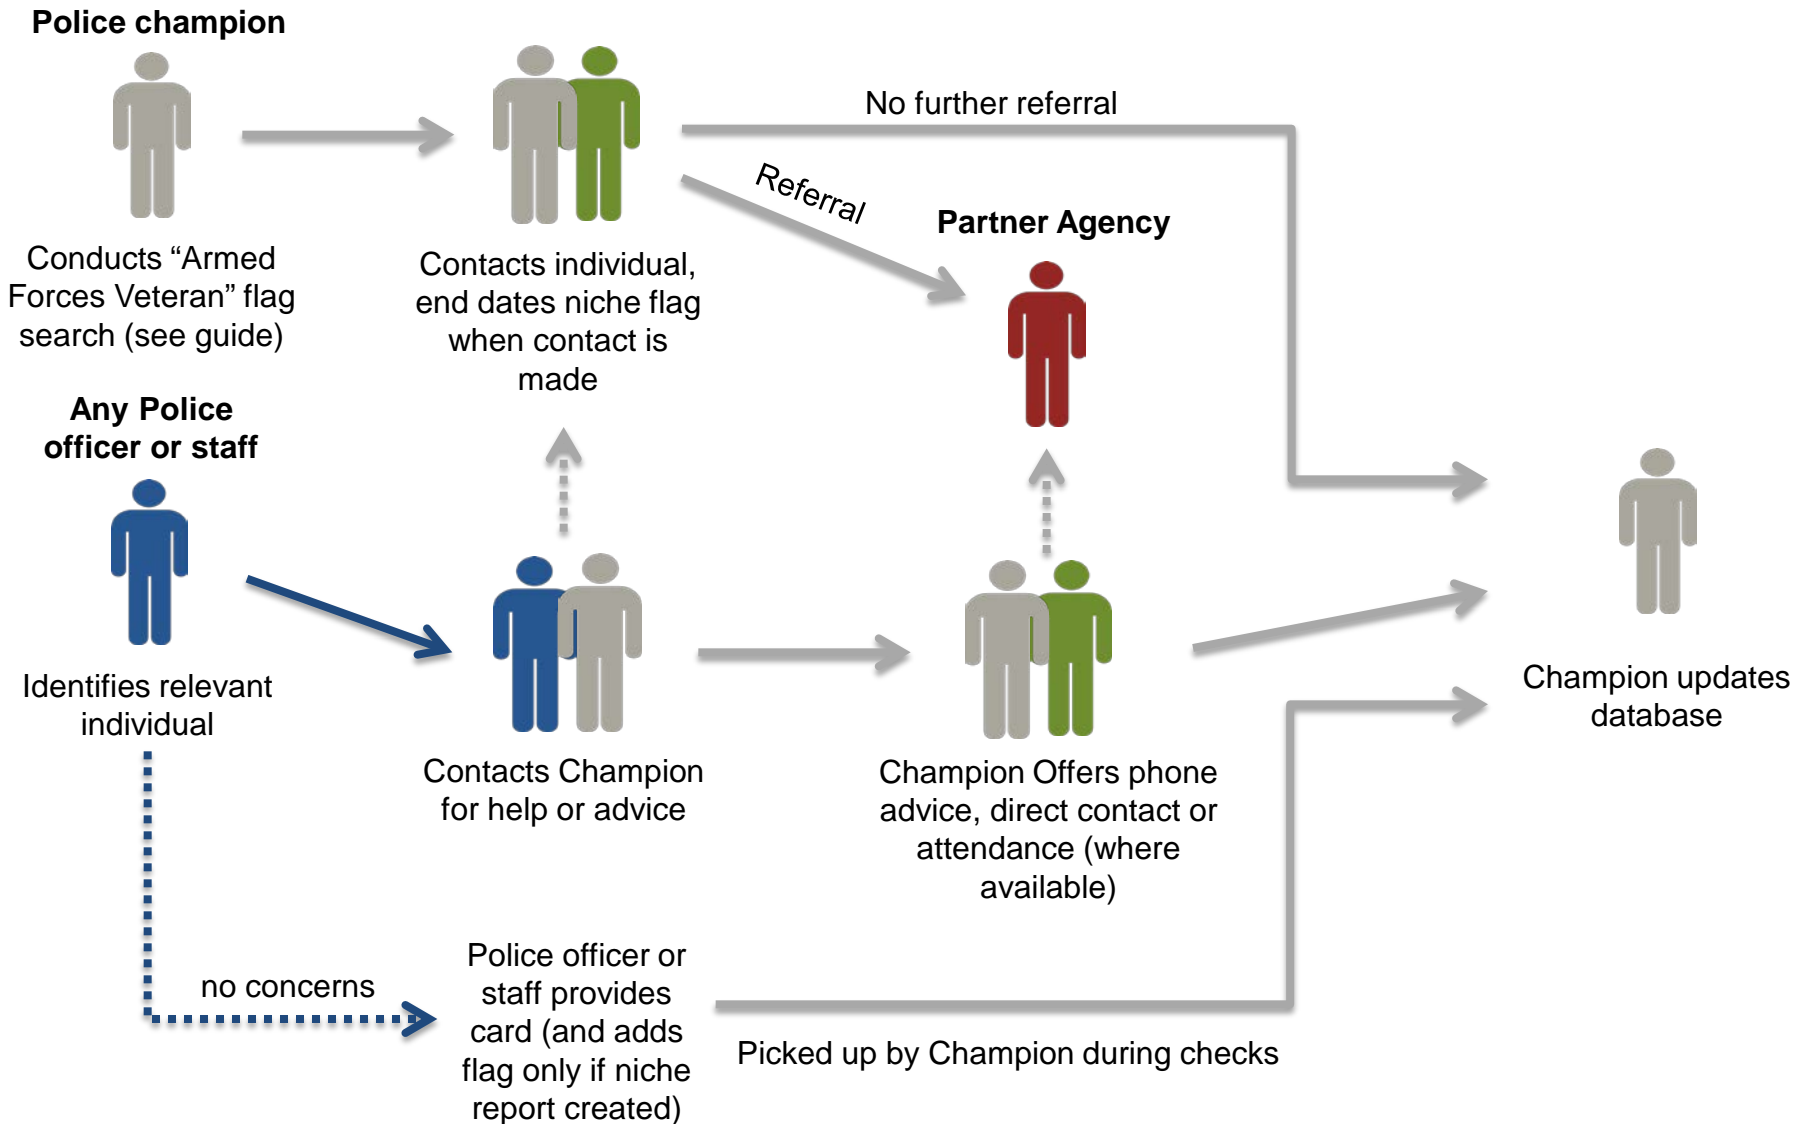 Police champion
Conducts “Armed
Forces Veteran” flag
search (see guide)
Contacts individual,
end dates niche flag
when contact is
made
No further referral
Referral
Partner Agency
Any Police
officer or staff
Identifies relevant
individual
Contacts Champion
for help or advice
Champion Offers phone
advice, direct contact or
attendance (where
available)
Champion updates
database
no concerns
Police officer or
staff provides
card (and adds
flag only if niche
report created)
Picked up by Champion during checks